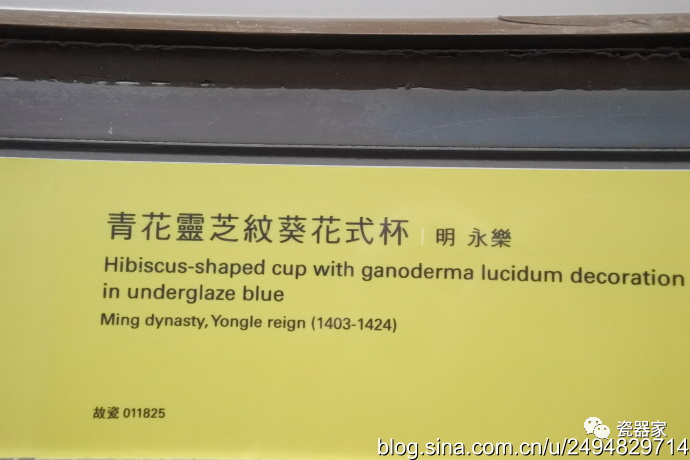 青花靈芝紋葵花式杯 | 明 永樂
Hibiscus-shaped cup with ganoderma lucidum decoration
in underglaze blue
Ming dynasty, Yongle reign (1403-1424)
故瓷 011825
瓷器家
blog.sina.com.cn/u/2494829714